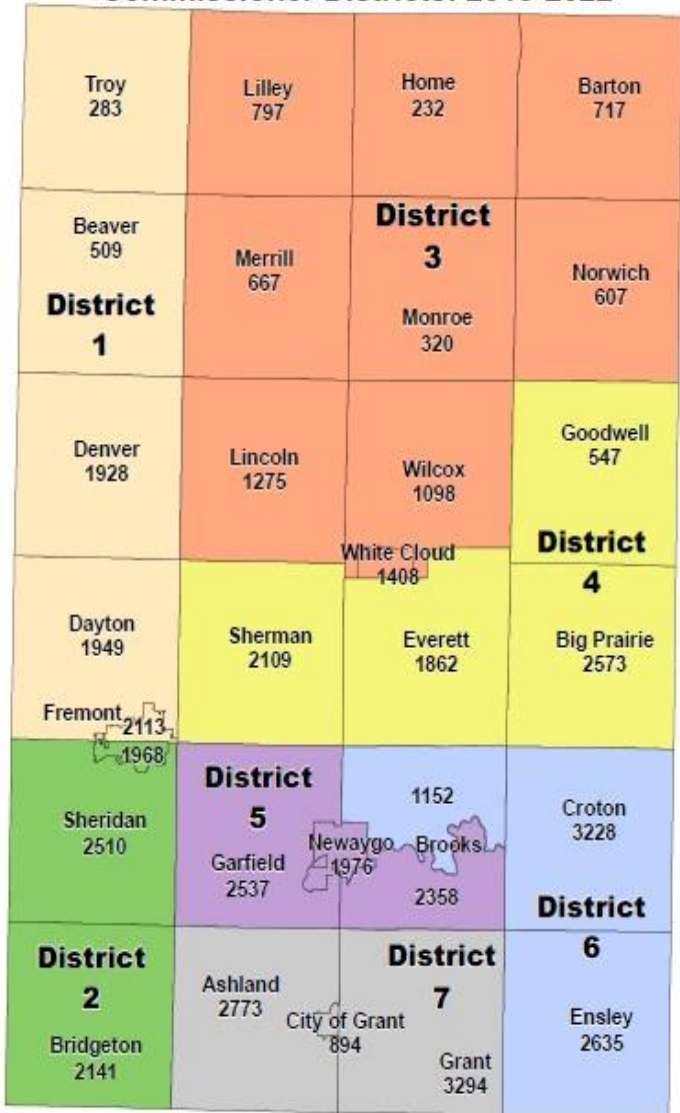 Commissioner Districts: 2013-2022
Troy
283
Lilley
797
Home
232
Barton
717
Beaver
509
District
1
Merrill
667
District
3
Monroe
320
Norwich
607
Denver
1928
Lincoln
1275
Wilcox
1098
Goodwell
547
White Cloud
1408
District
4
Dayton
1949
Sherman
2109
Everett
1862
Big Prairie
2573
Fremont
2113
1968
Sheridan
2510
District
5
Garfield
2537
Newaygo
1976
1152
Brooks
2358
Croton
3228
District
6
District
2
Bridgeton
2141
Ashland
2773
City of Grant
894
District
7
Grant
3294
Ensley
2635